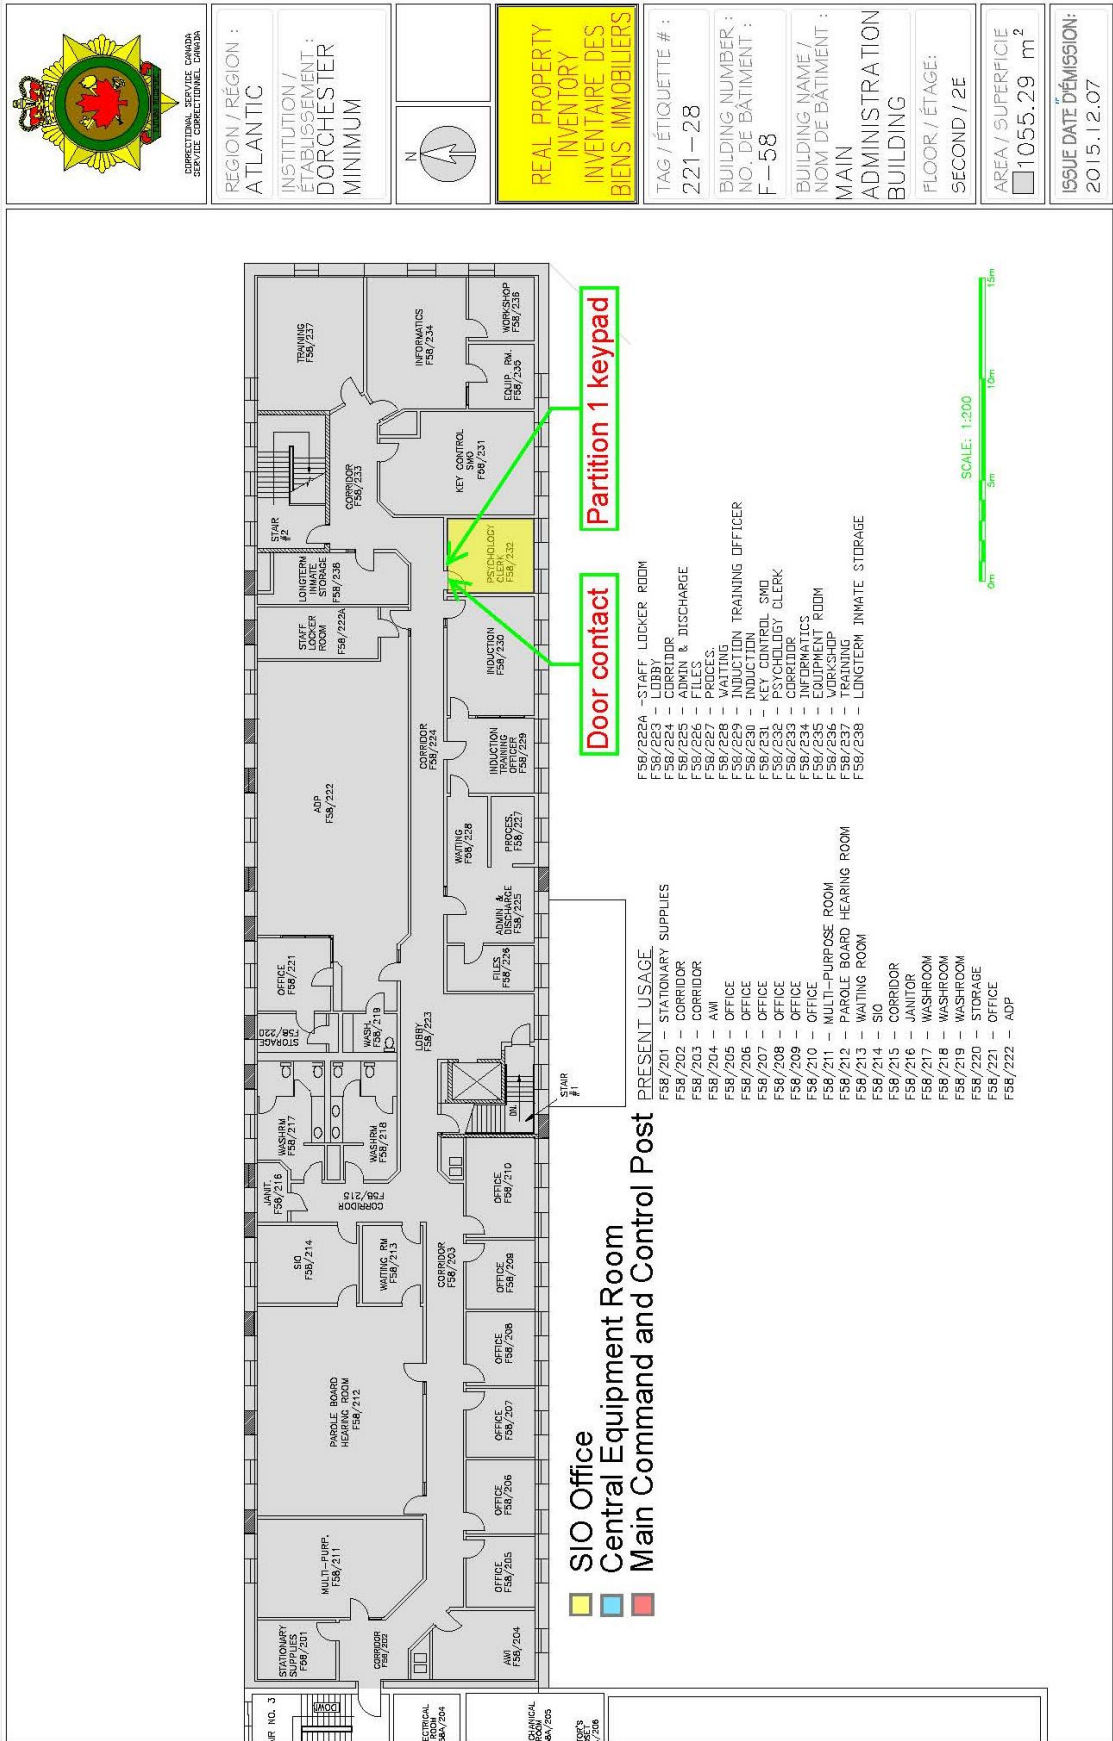 CORRECTIONAL SERVICE CANADA
SERVICE CORRECTIONNEL CANADA
REGION / RÉGION :
ATLANTIC
INSTITUTION /
ÉTABLISSEMENT :
DORCHESTER
MINIMUM
N
REAL PROPERTY
INVENTORY
INVENTAIRE DES
BIENS IMMOBILIERS
TAG / ÉTIQUETTE # :
221-28
BUILDING NUMBER :
NO. DE BÂTIMENT :
F-58
BUILDING NAME /
NOM DE BÂTIMENT :
MAIN
ADMINISTRATION
BUILDING
FLOOR / ÉTAGE:
SECOND / 2E
AREA / SUPERFICIE
1055.29 m²
ISSUE DATE D'ÉMISSION:
2015.12.07
STATIONARY
SUPPLIES
F58/201
MULTI-PURP.
F58/211
CORRIDOR
F58/202
AWI
F58/204
PAROLE BOARD
HEARING ROOM
F58/212
SIO
F58/214
WAITING RM
F58/213
CORRIDOR
F58/203
OFFICE
F58/205
OFFICE
F58/206
OFFICE
F58/207
OFFICE
F58/208
OFFICE
F58/209
OFFICE
F58/210
JANIT.
F58/216
CORRIDOR
F58/215
WASHRM
F58/217
WASHRM
F58/218
STORAGE
F58/220
WASH.
F58/219
OFFICE
F58/221
LOBBY
F58/223
DN.
STAIR
#1
ADP
F58/222
CORRIDOR
F58/224
FILES
F58/226
ADMIN &
DISCHARGE
F58/225
PROCES.
F58/227
WAITING
F58/228
INDUCTION
TRAINING
OFFICER
F58/229
INDUCTION
F58/230
STAFF
LOCKER
ROOM
F58/222A
LONGTERM
INMATE
STORAGE
F58/238
STAIR
#2
CORRIDOR
F58/233
PSYCHOLOGY
CLERK
F58/232
KEY CONTROL
SMO
F58/231
TRAINING
F58/237
INFORMATICS
F58/234
EQUIP. RM.
F58/235
WORKSHOP
F58/236
DOWN
Door contact
Partition 1 keypad
SIO Office
Central Equipment Room
Main Command and Control Post
PRESENT USAGE
F58/201 - STATIONARY SUPPLIES
F58/202 - CORRIDOR
F58/203 - CORRIDOR
F58/204 - AWI
F58/205 - OFFICE
F58/206 - OFFICE
F58/207 - OFFICE
F58/208 - OFFICE
F58/209 - OFFICE
F58/210 - OFFICE
F58/211 - MULTI-PURPOSE ROOM
F58/212 - PAROLE BOARD HEARING ROOM
F58/213 - WAITING ROOM
F58/214 - SIO
F58/215 - CORRIDOR
F58/216 - JANITOR
F58/217 - WASHROOM
F58/218 - WASHROOM
F58/219 - WASHROOM
F58/220 - STORAGE
F58/221 - OFFICE
F58/222 - ADP
F58/222A - STAFF LOCKER ROOM
F58/223 - LOBBY
F58/224 - CORRIDOR
F58/225 - ADMIN & DISCHARGE
F58/226 - FILES
F58/227 - PROCES.
F58/228 - WAITING
F58/229 - INDUCTION TRAINING OFFICER
F58/230 - INDUCTION
F58/231 - KEY CONTROL SMO
F58/232 - PSYCHOLOGY CLERK
F58/233 - CORRIDOR
F58/234 - INFORMATICS
F58/235 - EQUIPMENT ROOM
F58/236 - WORKSHOP
F58/237 - TRAINING
F58/238 - LONGTERM INMATE STORAGE
SCALE: 1:200
0m 5m 10m 15m